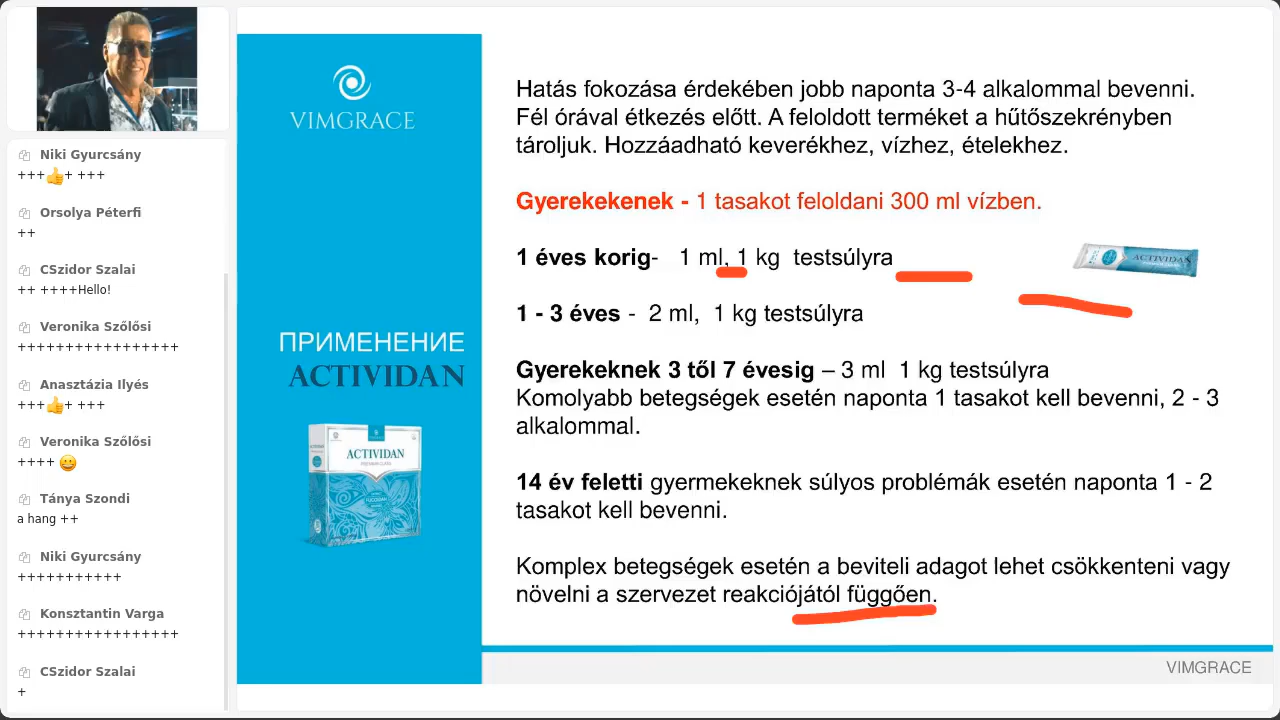 Niki Gyurcsány
+++👍+ +++
Orsolya Péterfi
++
CSzidor Szalai
++ ++++Hello!
Veronika Szőlősi
+++++++++++++++++
Anasztázia Ilyés
+++👍+ +++
Veronika Szőlősi
++++ 😀
Tánya Szondi
a hang ++
Niki Gyurcsány
+++++++++++
Konsztantin Varga
+++++++++++++++++
CSzidor Szalai
+
VIMGRACE
ПРИМЕНЕНИЕ
ACTIVIDAN
ACTIVIDAN
Hatás fokozása érdekében jobb naponta 3-4 alkalommal bevenni.
Fél órával étkezés előtt. A feloldott terméket a hűtőszekrényben
tároljuk. Hozzáadható keverékhez, vízhez, ételekhez.
Gyerekekenek - 1 tasakot feloldani 300 ml vízben.
1 éves korig- 1 ml, 1 kg testsúlyra
ACTIVIDAN
1 - 3 éves - 2 ml, 1 kg testsúlyra
Gyerekeknek 3 től 7 évesig – 3 ml 1 kg testsúlyra
Komolyabb betegségek esetén naponta 1 tasakot kell bevenni, 2 - 3
alkalommal.
14 év feletti gyermekeknek súlyos problémák esetén naponta 1 - 2
tasakot kell bevenni.
Komplex betegségek esetén a beviteli adagot lehet csökkenteni vagy
növelni a szervezet reakciójától függően.
VIMGRACE